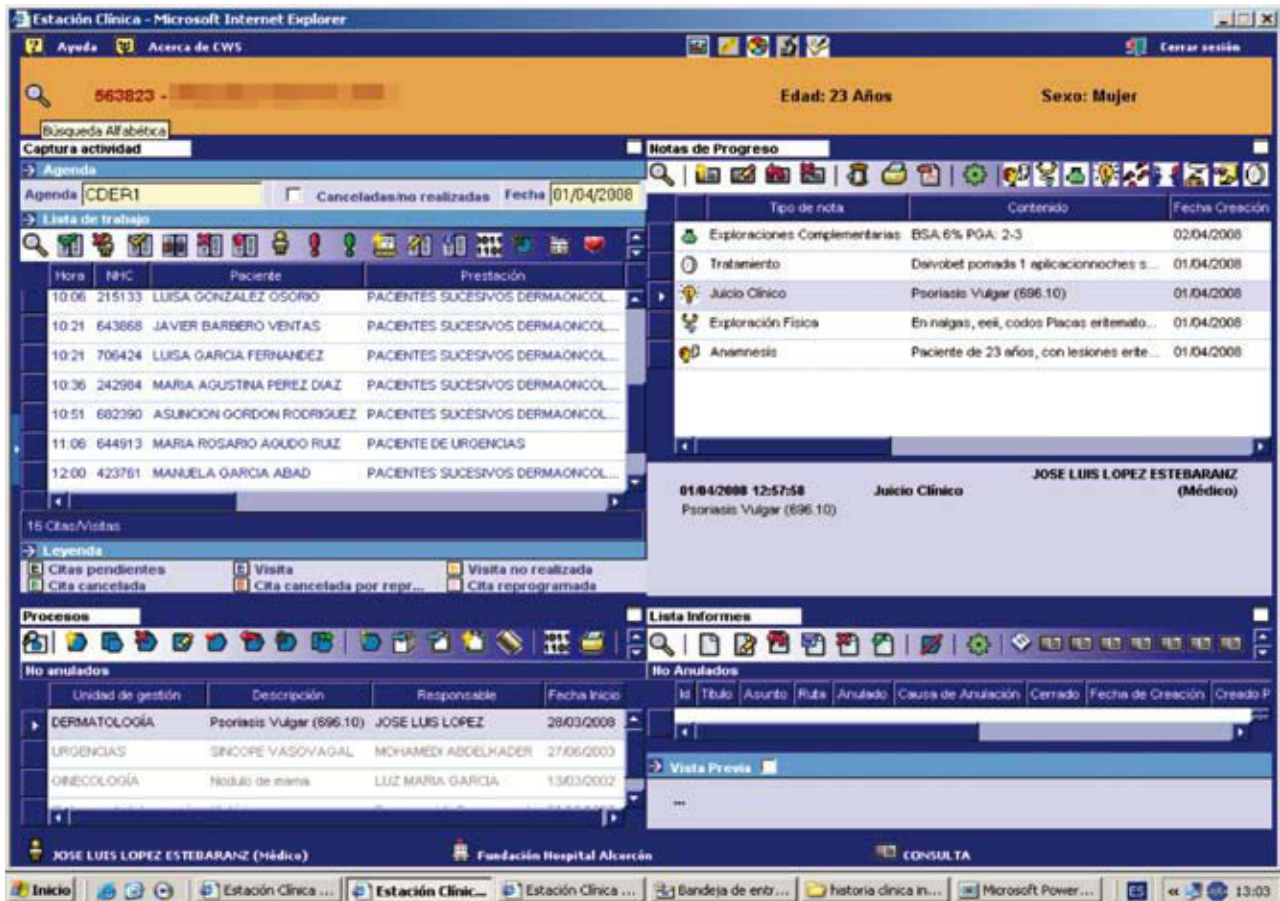 Estación Clínica - Microsoft Internet Explorer
Ayuda Acerca de CWS Cerrar sesión
563823 - Edad: 23 Años Sexo: Mujer
Búsqueda Alfabética
Captura actividad
Agenda
Agenda CDER1 Canceladas/no realizadas Fecha 01/04/2008
Lista de trabajo
Hora NHC Paciente Prestación
10:06 215133 LUISA GONZALEZ OSORIO PACIENTES SUCESIVOS DERMAONCOL...
10:21 643868 JAVIER BARBERO VENTAS PACIENTES SUCESIVOS DERMAONCOL...
10:21 706424 LUISA GARCIA FERNANDEZ PACIENTES SUCESIVOS DERMAONCOL...
10:36 242984 MARIA AGUSTINA PEREZ DIAZ PACIENTES SUCESIVOS DERMAONCOL...
10:51 682390 ASUNCION GORDON RODRIGUEZ PACIENTES SUCESIVOS DERMAONCOL...
11:06 644913 MARIA ROSARIO AGUDO RUIZ PACIENTE DE URGENCIAS
12:00 423761 MANUELA GARCIA ABAD PACIENTES SUCESIVOS DERMAONCOL...
16 Citas/Visitas
Leyenda
Citas pendientes Visita Visita no realizada
Cita cancelada Cita cancelada por repr... Cita reprogramada
Notas de Progreso
Tipo de nota Contenido Fecha Creación
Exploraciones Complementarias BSA 6% PGA: 2-3 02/04/2008
Tratamiento Daivobet pomada 1 aplicacionnoches s... 01/04/2008
Juicio Clínico Psoriasis Vulgar (696.10) 01/04/2008
Exploración Física En nalgas, eeii, codos Placas eritemato... 01/04/2008
Anamnesis Paciente de 23 años, con lesiones erite... 01/04/2008
JOSE LUIS LOPEZ ESTEBARANZ
01/04/2008 12:57:58 Juicio Clínico (Médico)
Psoriasis Vulgar (696.10)
Procesos
No anulados
Unidad de gestión Descripción Responsable Fecha Inicio
DERMATOLOGÍA Psoriasis Vulgar (696.10) JOSE LUIS LOPEZ 28/03/2008
URGENCIAS SINCOPE VASOVAGAL MOHAMEDI ABDELKADER 27/06/2003
GINECOLOGÍA Nodulo de mama LUZ MARIA GARCIA 13/03/2002
Lista Informes
No Anulados
Id Título Asunto Ruta Anulado Causa de Anulación Cerrado Fecha de Creación Creado P
Vista Previa
...
JOSE LUIS LOPEZ ESTEBARANZ (Médico) Fundación Hospital Alcorcón CONSULTA
Inicio Estación Clínica ... Estación Clínic... Estación Clínica ... Bandeja de entr... historia clinica in... Microsoft Power... ES 13:03